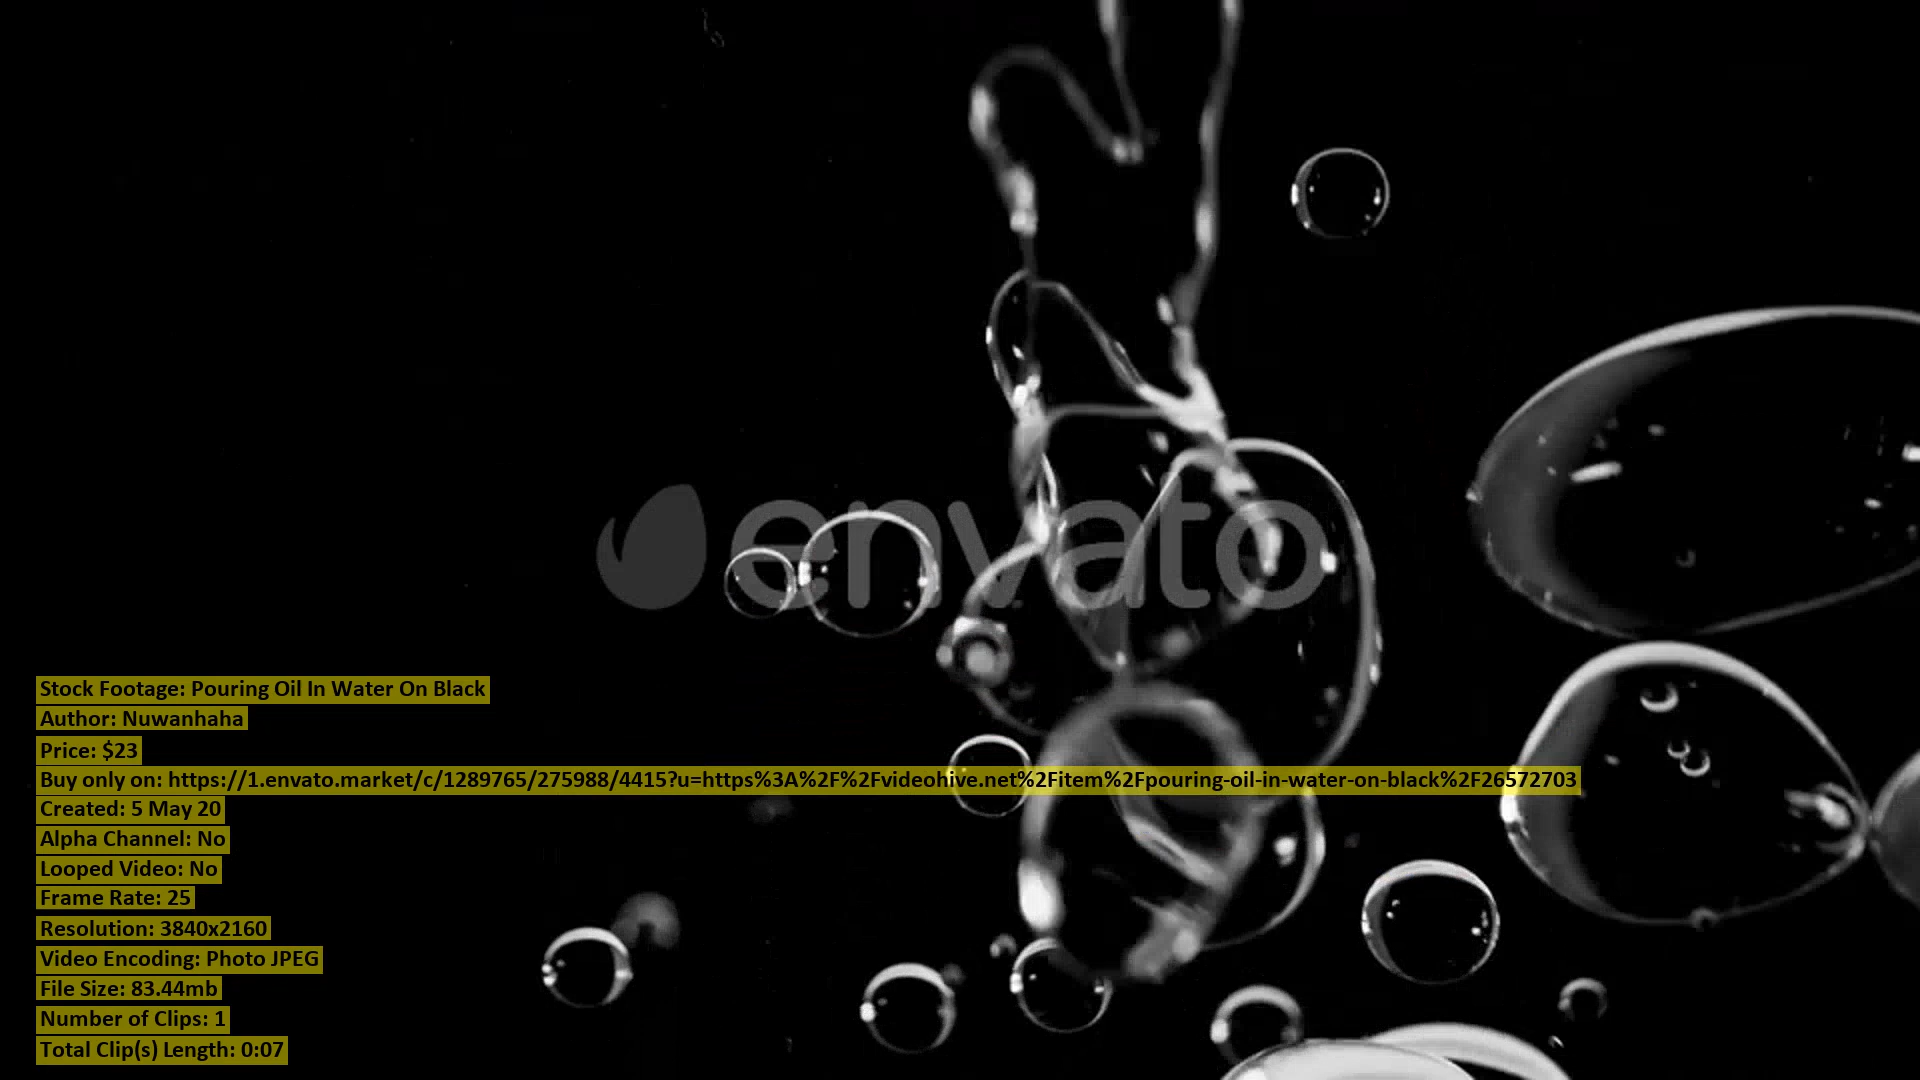 envato
Stock Footage: Pouring Oil In Water On Black
Author: Nuwanhaha
Price: $23
Buy only on: https://1.envato.market/c/1289765/275988/4415?u=https%3A%2F%2Fvideohive.net%2Fitem%2Fpouring-oil-in-water-on-black%2F26572703
Created: 5 May 20
Alpha Channel: No
Looped Video: No
Frame Rate: 25
Resolution: 3840x2160
Video Encoding: Photo JPEG
File Size: 83.44mb
Number of Clips: 1
Total Clip(s) Length: 0:07